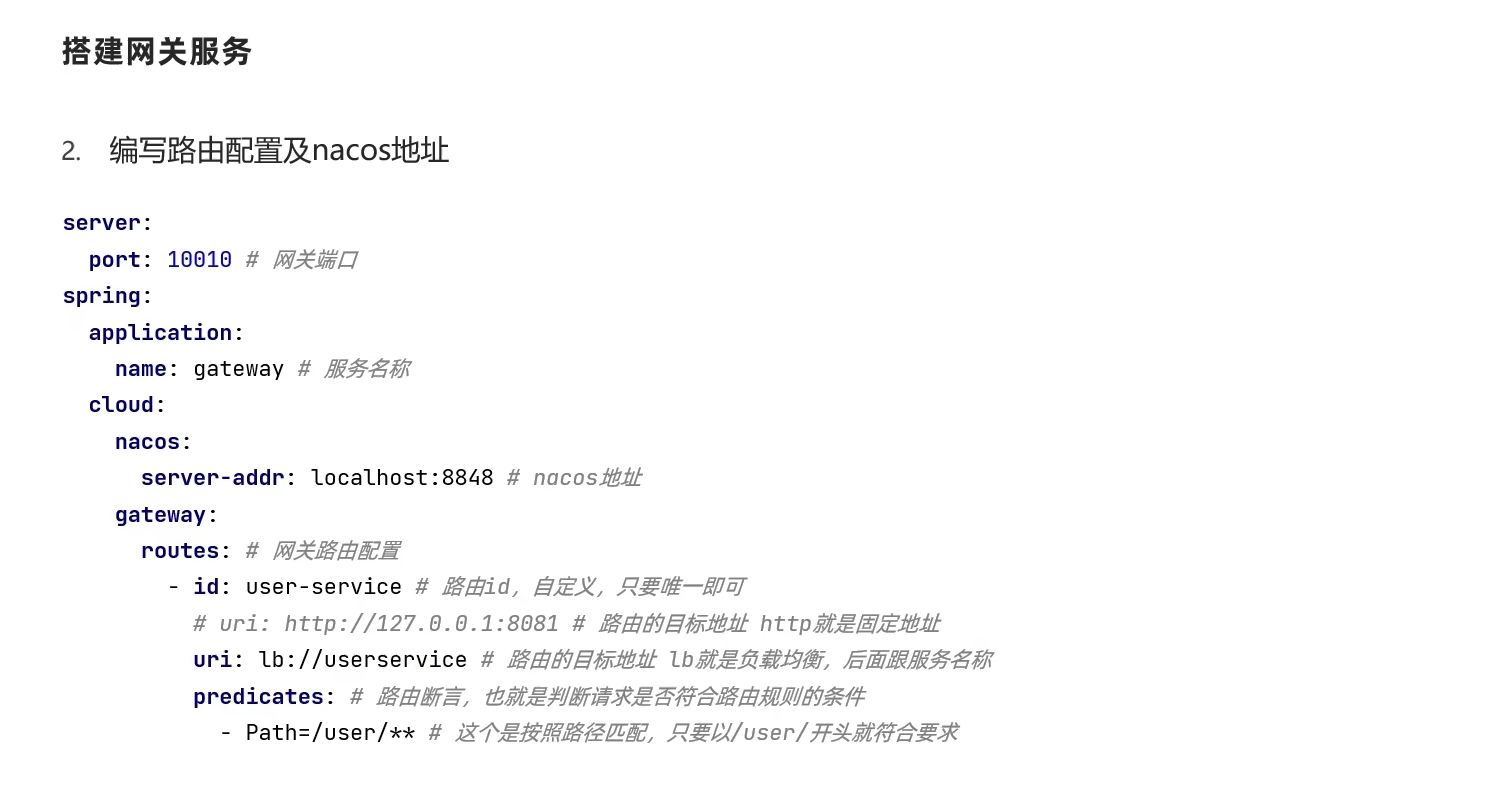 搭建网关服务
2. 编写路由配置及nacos地址
server:
  port: 10010 # 网关端口
spring:
  application:
    name: gateway # 服务名称
  cloud:
    nacos:
      server-addr: localhost:8848 # nacos地址
    gateway:
      routes: # 网关路由配置
        - id: user-service # 路由id，自定义，只要唯一即可
          # uri: http://127.0.0.1:8081 # 路由的目标地址 http就是固定地址
          uri: lb://userservice # 路由的目标地址 lb就是负载均衡，后面跟服务名称
          predicates: # 路由断言，也就是判断请求是否符合路由规则的条件
            - Path=/user/** # 这个是按照路径匹配，只要以/user/开头就符合要求